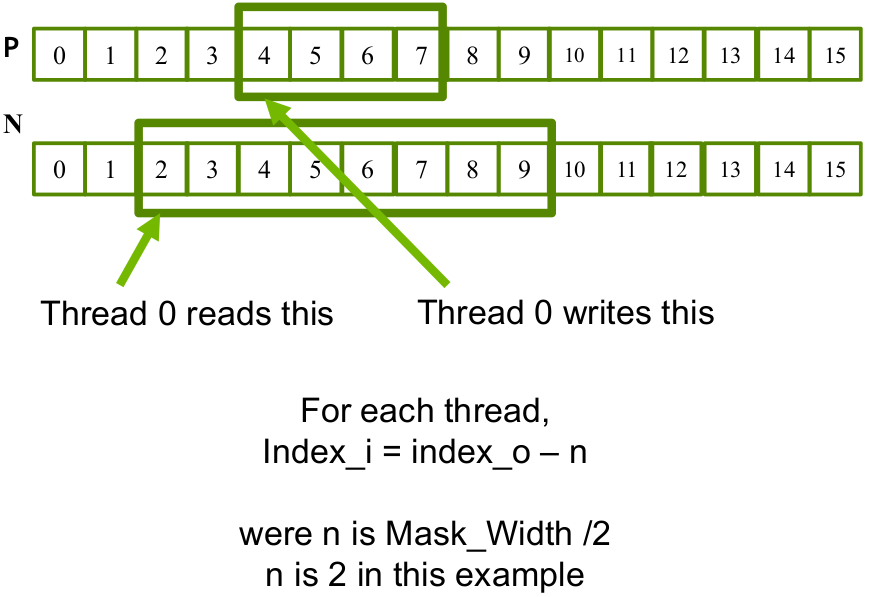 P 0 1 2 3 4 5 6 7 8 9 10 11 12 13 14 15
N
0 1 2 3 4 5 6 7 8 9 10 11 12 13 14 15
Thread 0 reads this
Thread 0 writes this
For each thread,
Index_i = index_o – n
were n is Mask_Width /2
n is 2 in this example